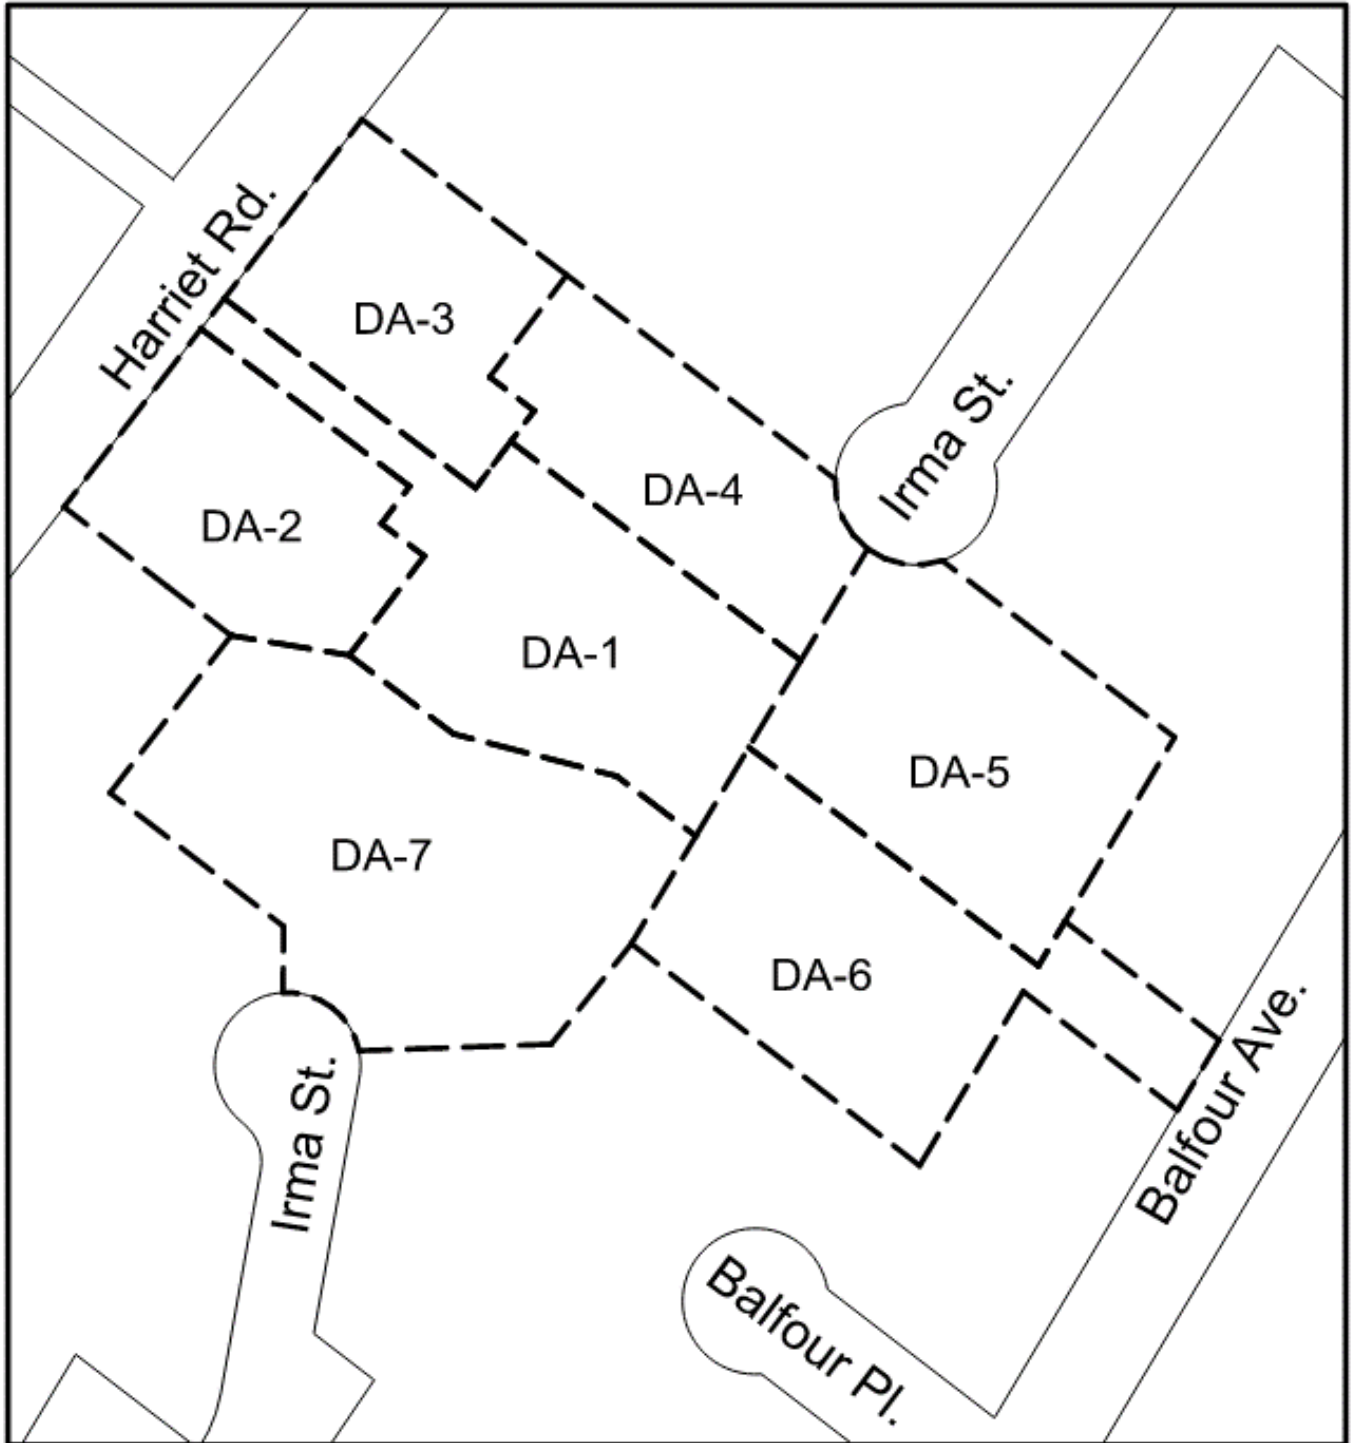 Harriet Rd.
DA-3
Irma St.
DA-4
DA-2
DA-1
DA-5
DA-7
DA-6
Balfour Ave.
Irma St.
Balfour Pl.